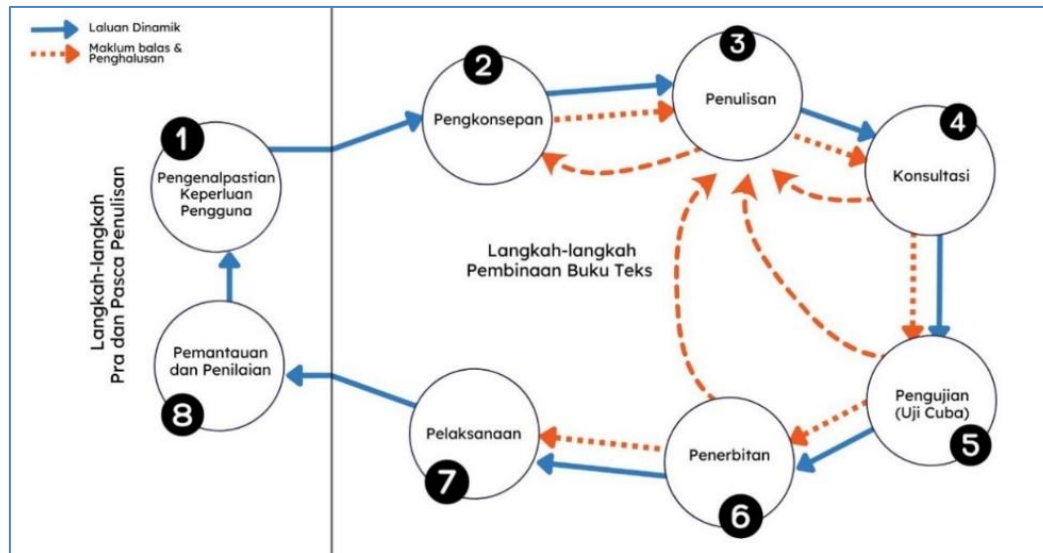 Laluan Dinamik
Maklum balas &
Penghalusan
Langkah-langkah
Pra dan Pasca Penulisan
1
Pengenalpastian
Keperluan
Pengguna
2
Pengkonsepan
3
Penulisan
4
Konsultasi
Langkah-langkah
Pembinaan Buku Teks
Pengujian
(Uji Cuba)
5
Penerbitan
6
Pelaksanaan
7
Pemantauan
dan Penilaian
8